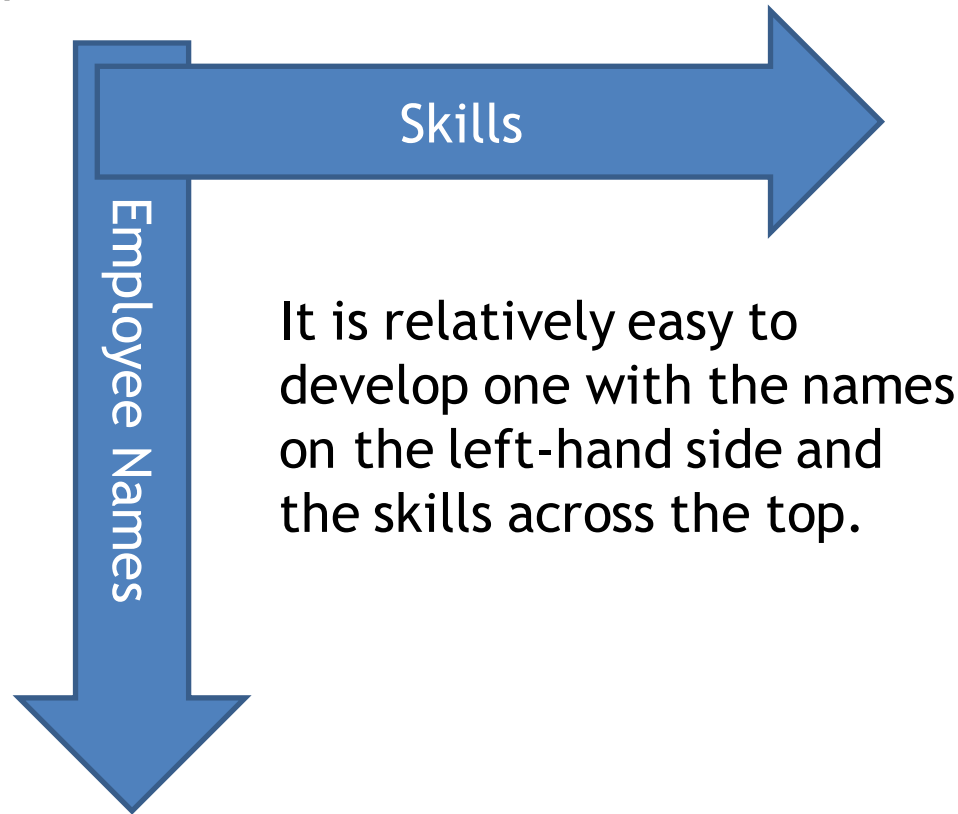 Skills
Employee Names
It is relatively easy to
develop one with the names
on the left-hand side and
the skills across the top.